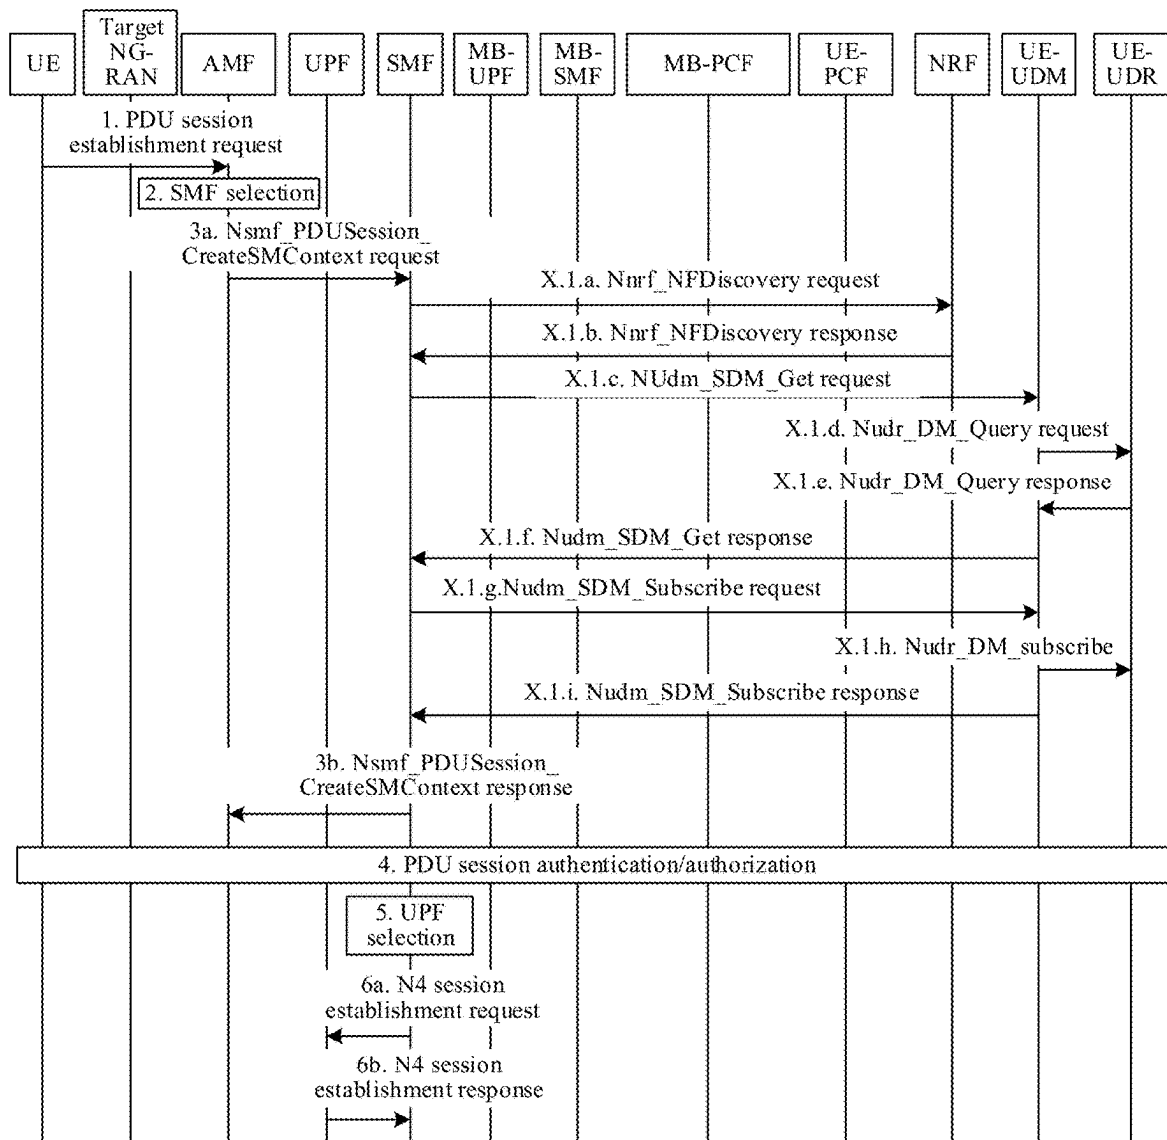 UE
Target
NG-
RAN
AMF
UPF
SMF
MB-
UPF
MB-
SMF
MB-PCF
UE-
PCF
NRF
UE-
UDM
UE-
UDR
1. PDU session
establishment request
2. SMF selection
3a. Nsmf_PDUSession_
CreateSMContext request
X.1.a. Nnrf_NFDiscovery request
X.1.b. Nnrf_NFDiscovery response
X.1.c. NUdm_SDM_Get request
X.1.d. Nudr_DM_Query request
X.1.e. Nudr_DM_Query response
X.1.f. Nudm_SDM_Get response
X.1.g.Nudm_SDM_Subscribe request
X.1.h. Nudr_DM_subscribe
X.1.i. Nudm_SDM_Subscribe response
3b. Nsmf_PDUSession_
CreateSMContext response
4. PDU session authentication/authorization
5. UPF
selection
6a. N4 session
establishment request
6b. N4 session
establishment response